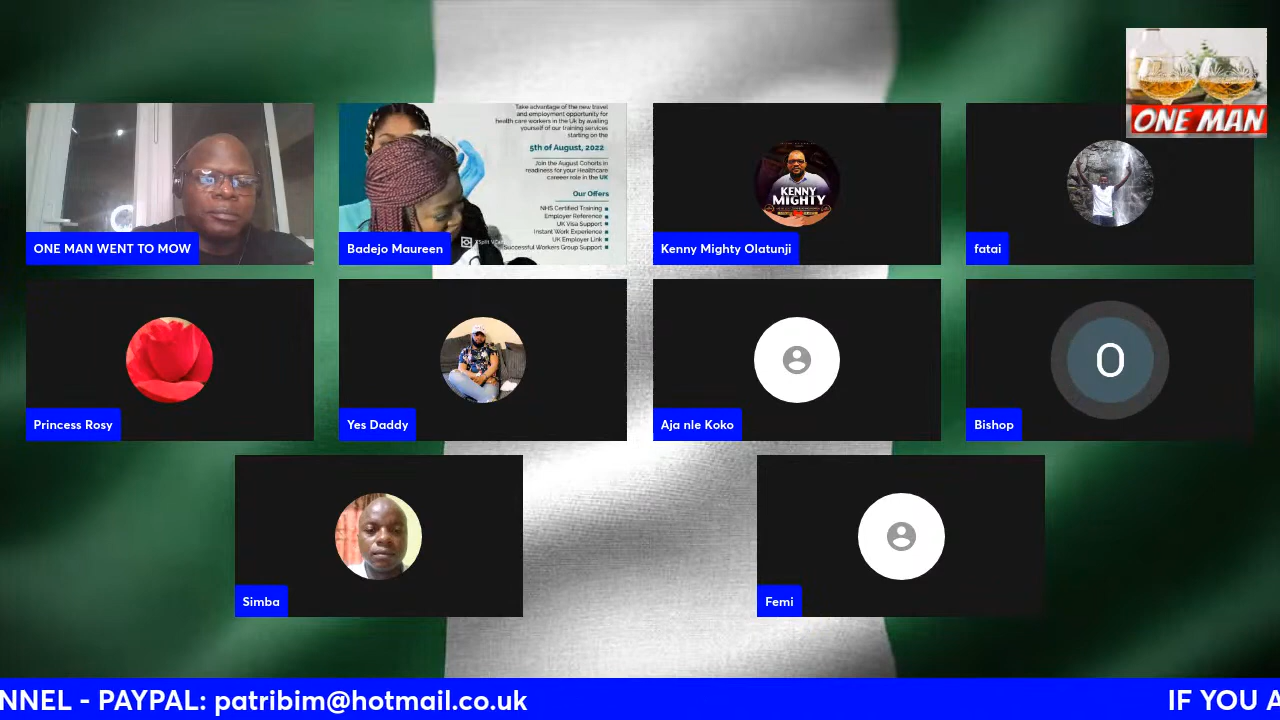 ONE MAN
Take advantage of the new travel
and employment opportunity for
health care workers in the UK by availing
yourself of our training services
starting on the
5th of August, 2022
Join the August Cohorts in
readiness for your Healthcare
careeer role in the UK
Our Offers
NHS Certified Training
Employer Reference
UK Visa Support
Instant Work Experience
UK Employer Link
Successful Workers Group Support
KENNY
MIGHTY
ONE MAN WENT TO MOW
Badejo Maureen
Kenny Mighty Olatunji
fatai
O
Princess Rosy
Yes Daddy
Aja nle Koko
Bishop
Simba
Femi
NNEL - PAYPAL: patribim@hotmail.co.uk
IF YOU A